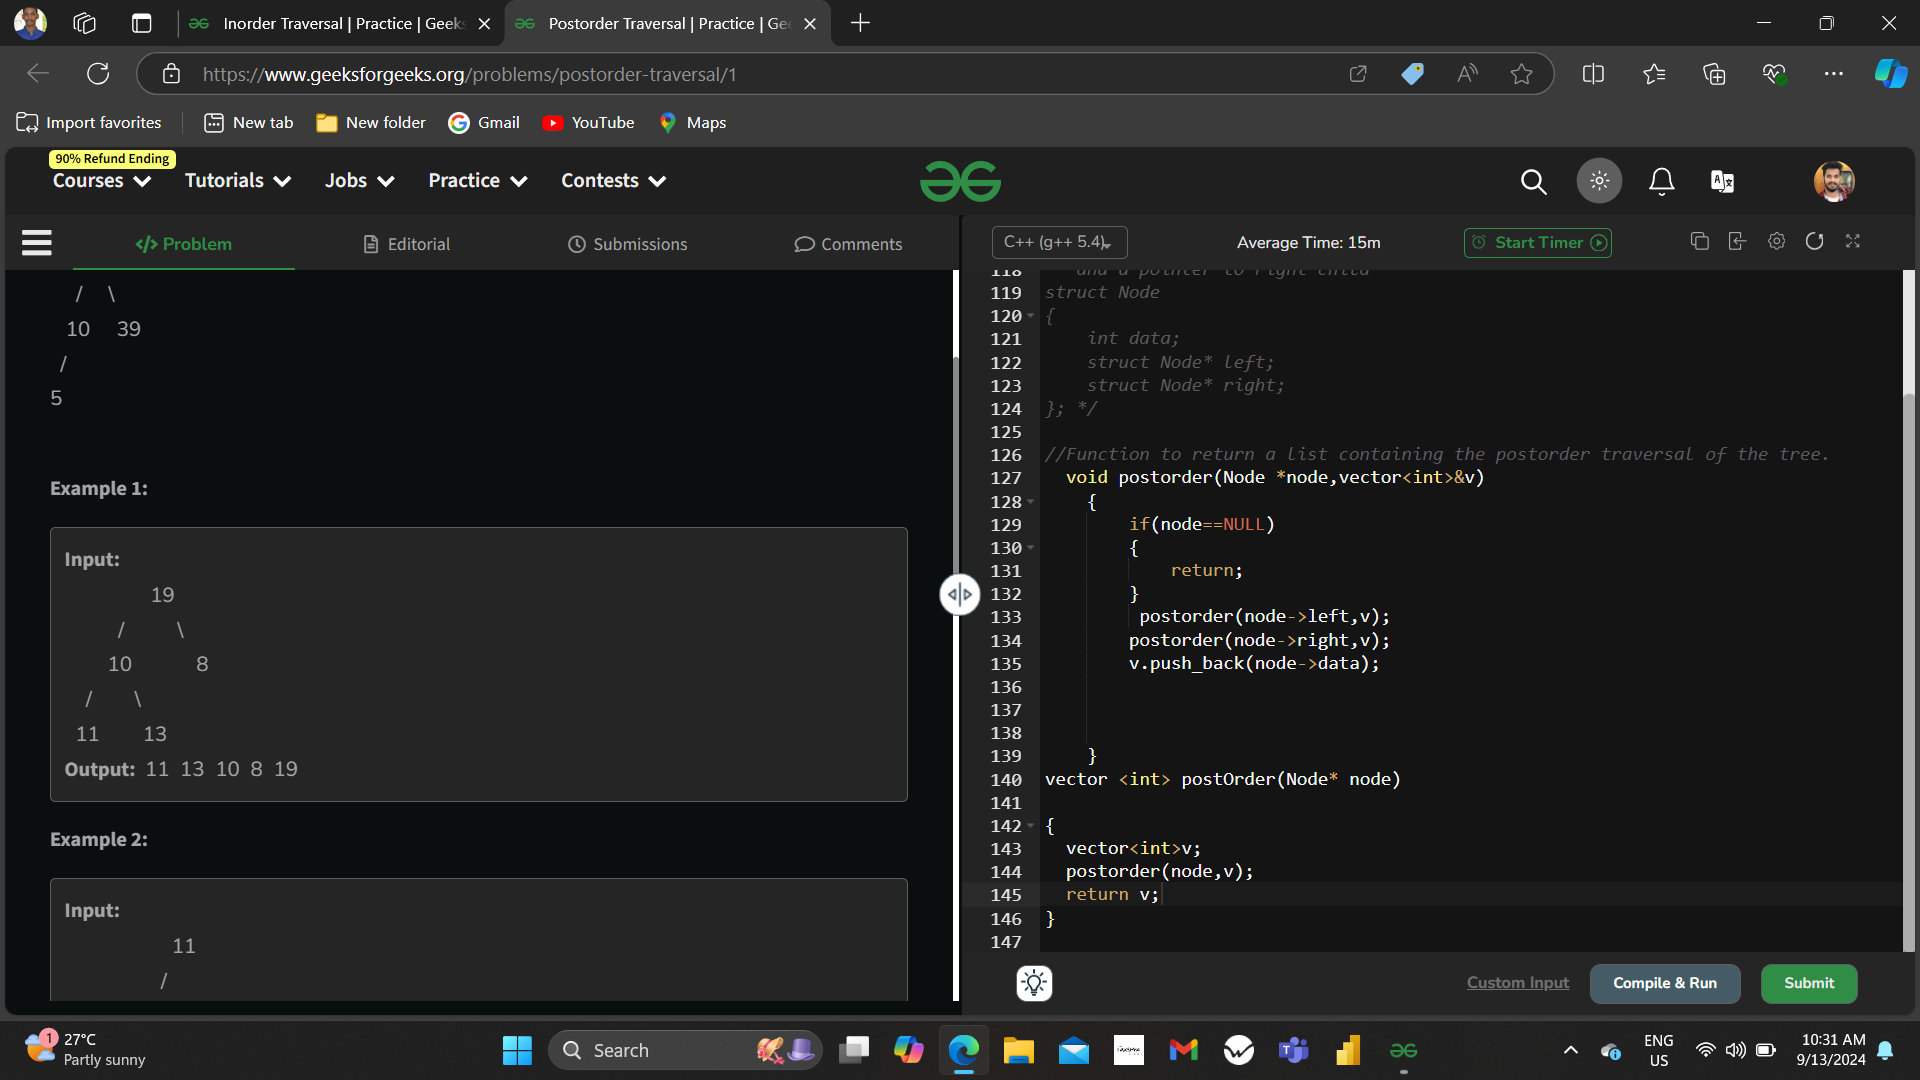 Inorder Traversal | Practice | Geeks
Postorder Traversal | Practice | Gee
https://www.geeksforgeeks.org/problems/postorder-traversal/1
Import favorites
New tab
New folder
Gmail
YouTube
Maps
90% Refund Ending
Courses
Tutorials
Jobs
Practice
Contests
</> Problem
Editorial
Submissions
Comments
/ \
10 39
/
5
Example 1:
Input:
19
/ \
10 8
/ \
11 13
Output: 11 13 10 8 19
Example 2:
Input:
11
/
C++ (g++ 5.4)
Average Time: 15m
Start Timer
118 and a pointer to right child
119 struct Node
120 {
121 int data;
122 struct Node* left;
123 struct Node* right;
124 }; */
125
126 //Function to return a list containing the postorder traversal of the tree.
127 void postorder(Node *node,vector<int>&v)
128 {
129 if(node==NULL)
130 {
131 return;
132 }
133 postorder(node->left,v);
134 postorder(node->right,v);
135 v.push_back(node->data);
136
137
138
139 }
140 vector <int> postOrder(Node* node)
141
142 {
143 vector<int>v;
144 postorder(node,v);
145 return v;
146 }
147
Custom Input
Compile & Run
Submit
1
27°C
Partly sunny
Search
ENG
US
10:31 AM
9/13/2024